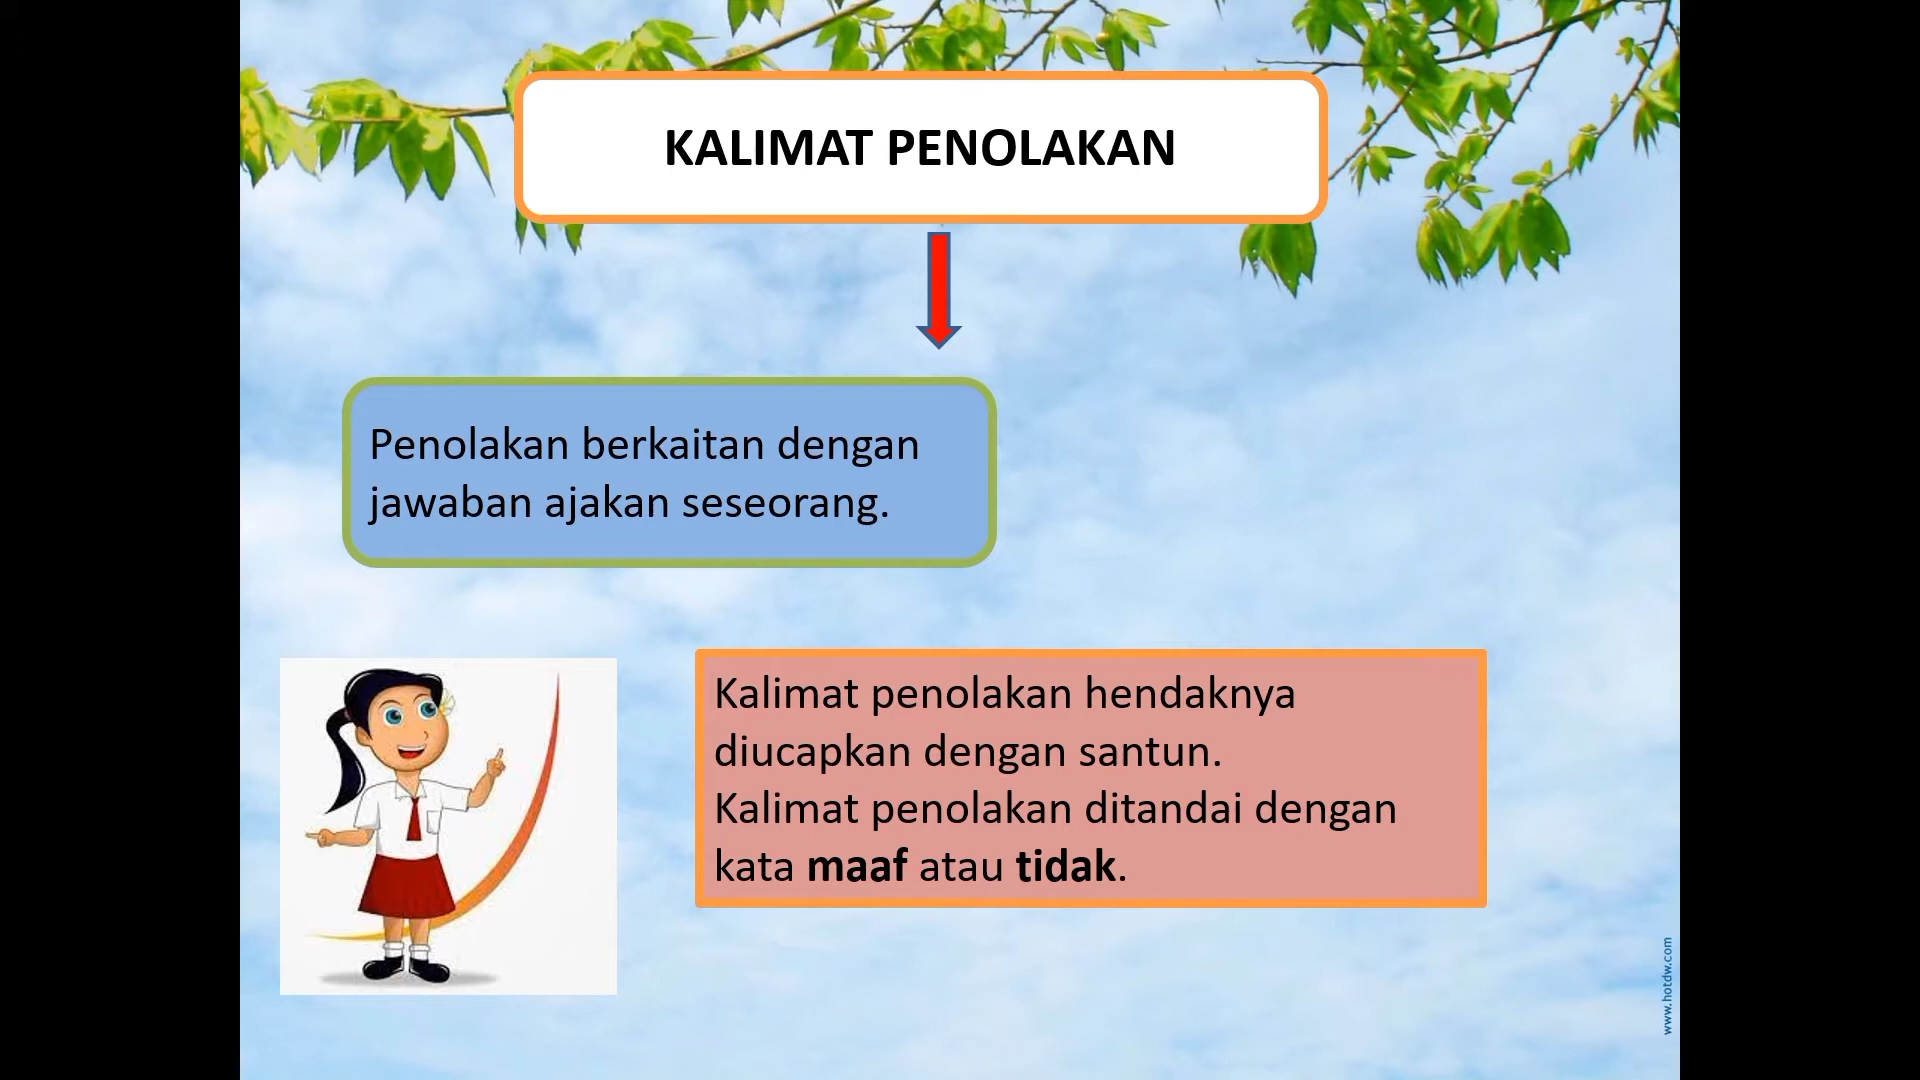 KALIMAT PENOLAKAN
Penolakan berkaitan dengan
jawaban ajakan seseorang.
Kalimat penolakan hendaknya
diucapkan dengan santun.
Kalimat penolakan ditandai dengan
kata maaf atau tidak.
www.hotdw.com